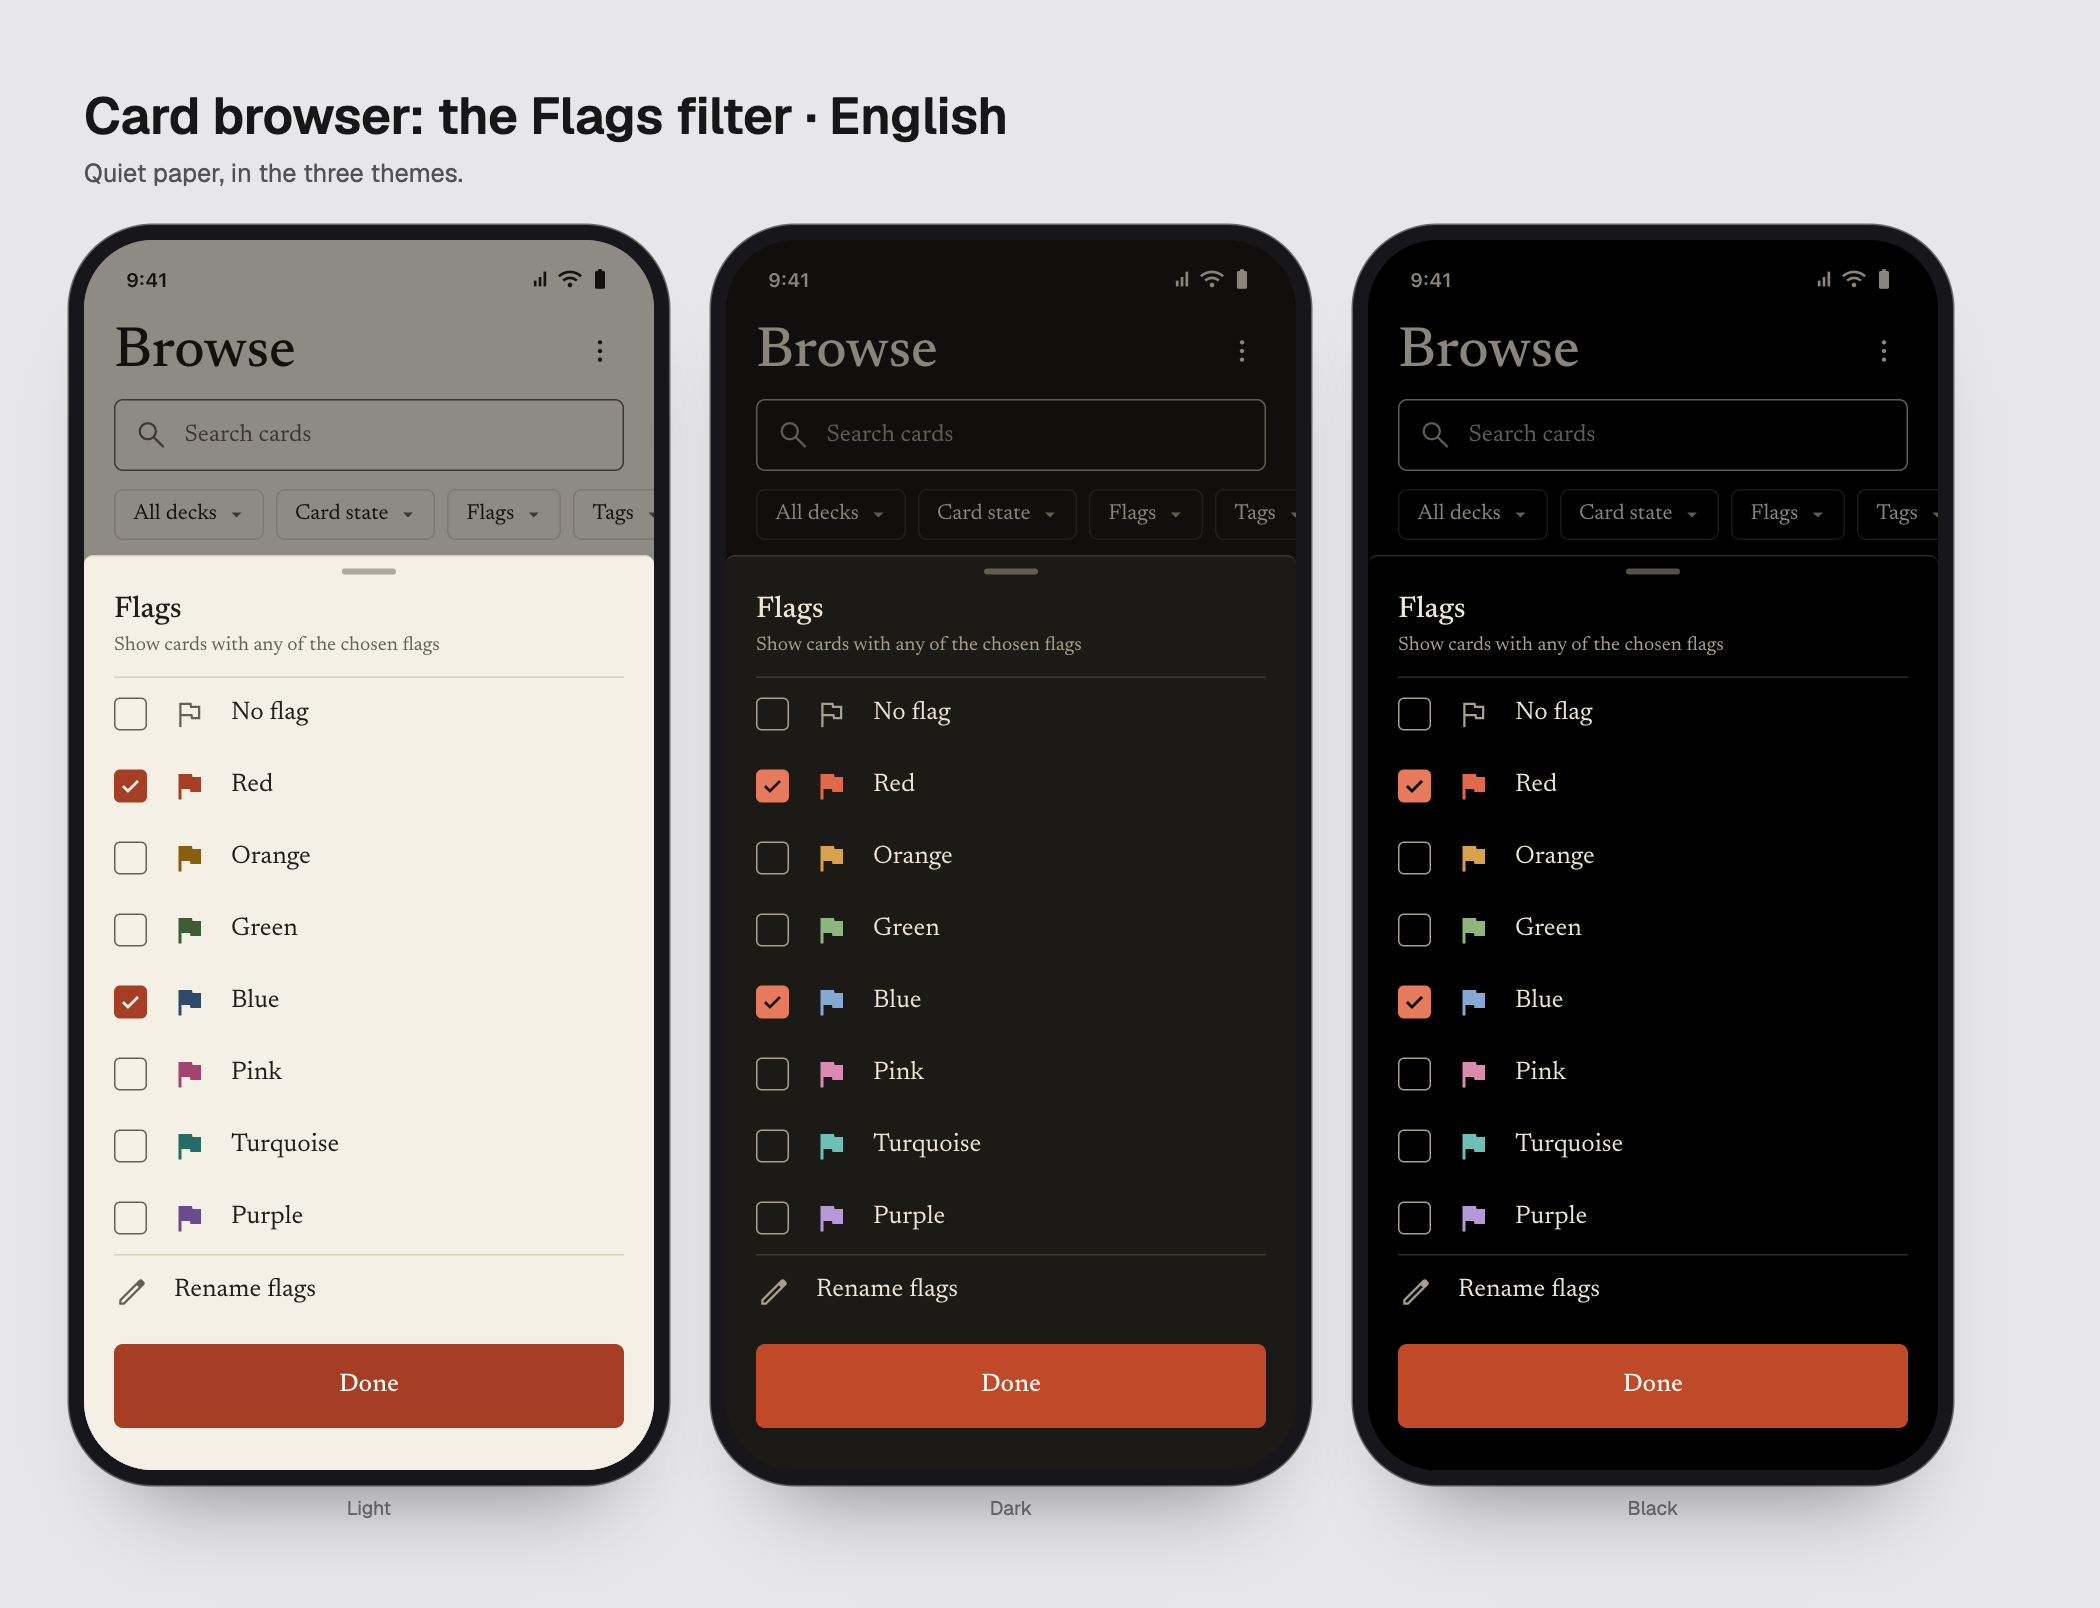 Card browser: the Flags filter · English
Quiet paper, in the three themes.
9:41
Browse
Search cards
All decks
Card state
Flags
Tags
Flags
Show cards with any of the chosen flags
No flag
Red
Orange
Green
Blue
Pink
Turquoise
Purple
Rename flags
Done
Light
9:41
Browse
Search cards
All decks
Card state
Flags
Tags
Flags
Show cards with any of the chosen flags
No flag
Red
Orange
Green
Blue
Pink
Turquoise
Purple
Rename flags
Done
Dark
9:41
Browse
Search cards
All decks
Card state
Flags
Tags
Flags
Show cards with any of the chosen flags
No flag
Red
Orange
Green
Blue
Pink
Turquoise
Purple
Rename flags
Done
Black